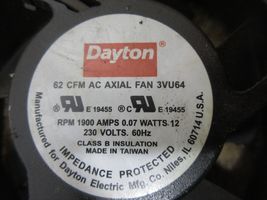 Dayton
62 CFM AC AXIAL FAN 3VU64
E 19455 ® C ® E 19455
RPM 1900 AMPS 0.07 WATTS 12
230 VOLTS. 60Hz
CLASS B INSULATION
MADE IN TAIWAN
IMPEDANCE PROTECTED
Manufactured for Dayton Electric Mfg. Co. Niles, IL 60714 U.S.A.